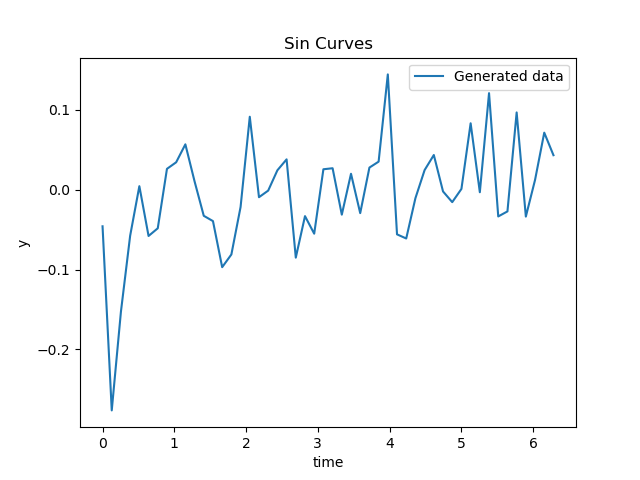 Sin Curves
Generated data
0.1
0.0
−0.1
−0.2
y
0 1 2 3 4 5 6
time